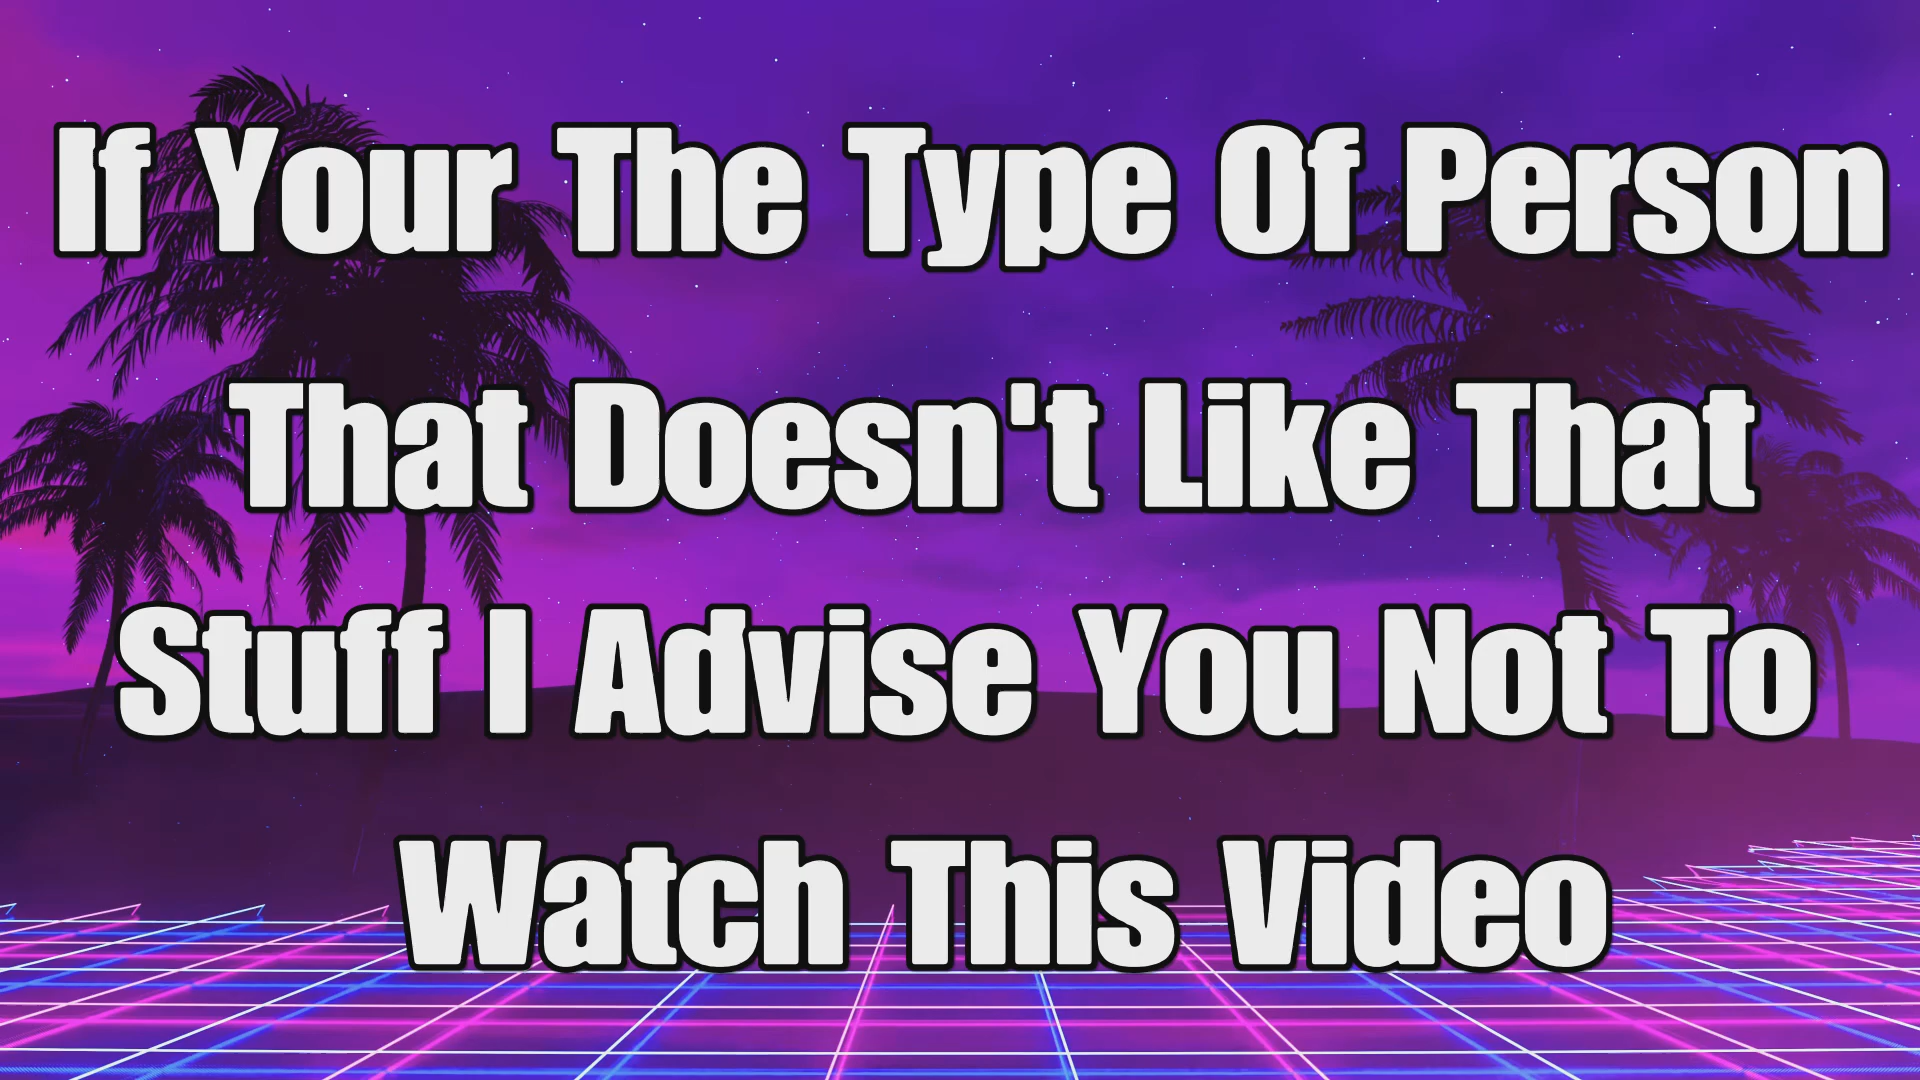 If Your The Type Of Person
That Doesn't Like That
Stuff I Advise You Not To
Watch This Video